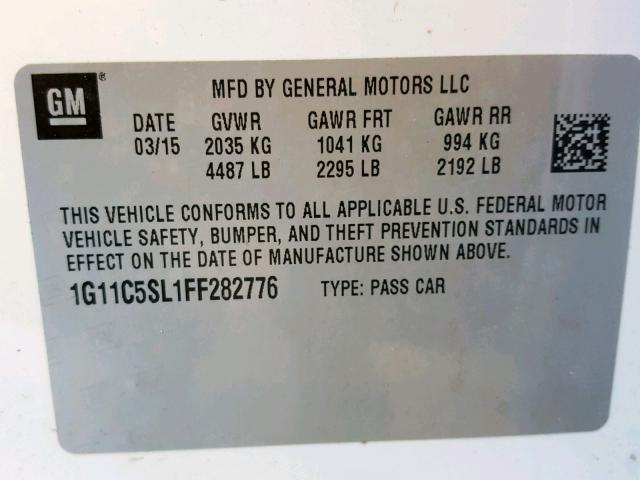 GM ®
MFD BY GENERAL MOTORS LLC
DATE GVWR GAWR FRT GAWR RR
03/15 2035 KG 1041 KG 994 KG
4487 LB 2295 LB 2192 LB
THIS VEHICLE CONFORMS TO ALL APPLICABLE U.S. FEDERAL MOTOR
VEHICLE SAFETY, BUMPER, AND THEFT PREVENTION STANDARDS IN
EFFECT ON THE DATE OF MANUFACTURE SHOWN ABOVE.
1G11C5SL1FF282776 TYPE: PASS CAR